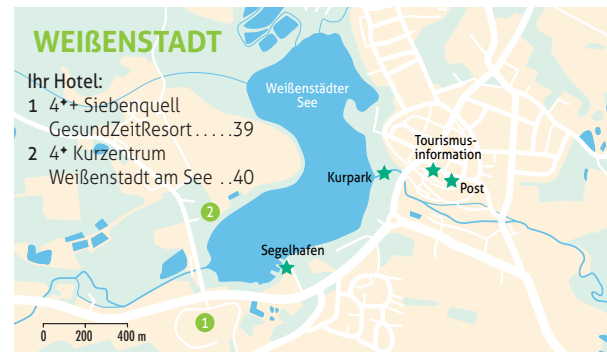 WEIßENSTADT
Ihr Hotel:
1 4✦+ Siebenquell
GesundZeitResort.....39
2 4✦ Kurzentrum
Weißenstadt am See ..40
Weißenstädter
See
Tourismus-
information
Kurpark
Post
Segelhafen
2
1
0 200 400 m